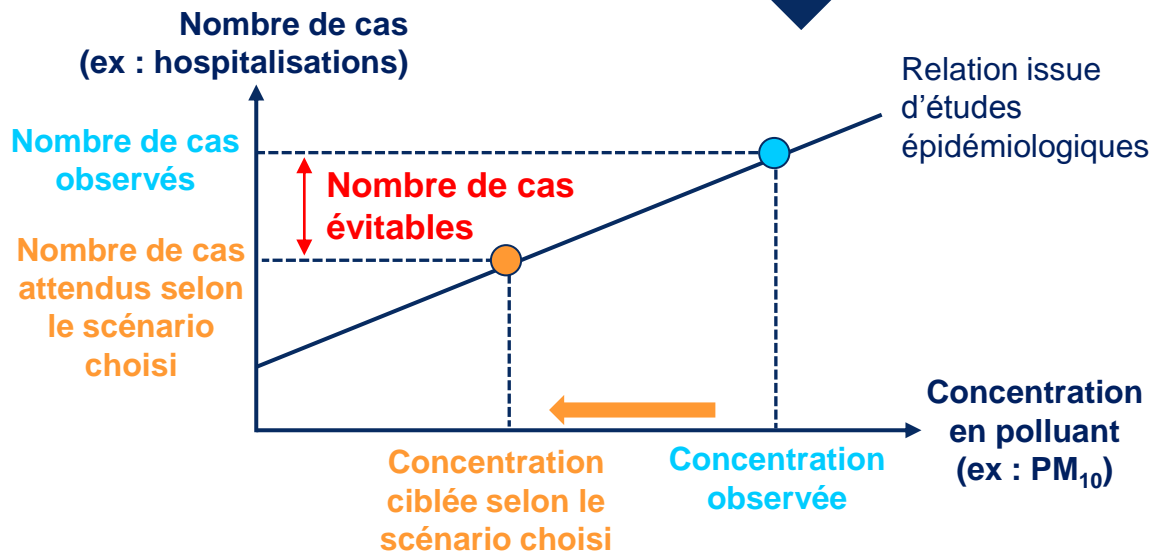 Nombre de cas
(ex : hospitalisations)
Relation issue
d'études
épidémiologiques
Nombre de cas
observés
Nombre de cas
évitables
Nombre de cas
attendus selon
le scénario
choisi
Concentration
en polluant
(ex : PM₁₀)
Concentration
ciblée selon le
scénario choisi
Concentration
observée